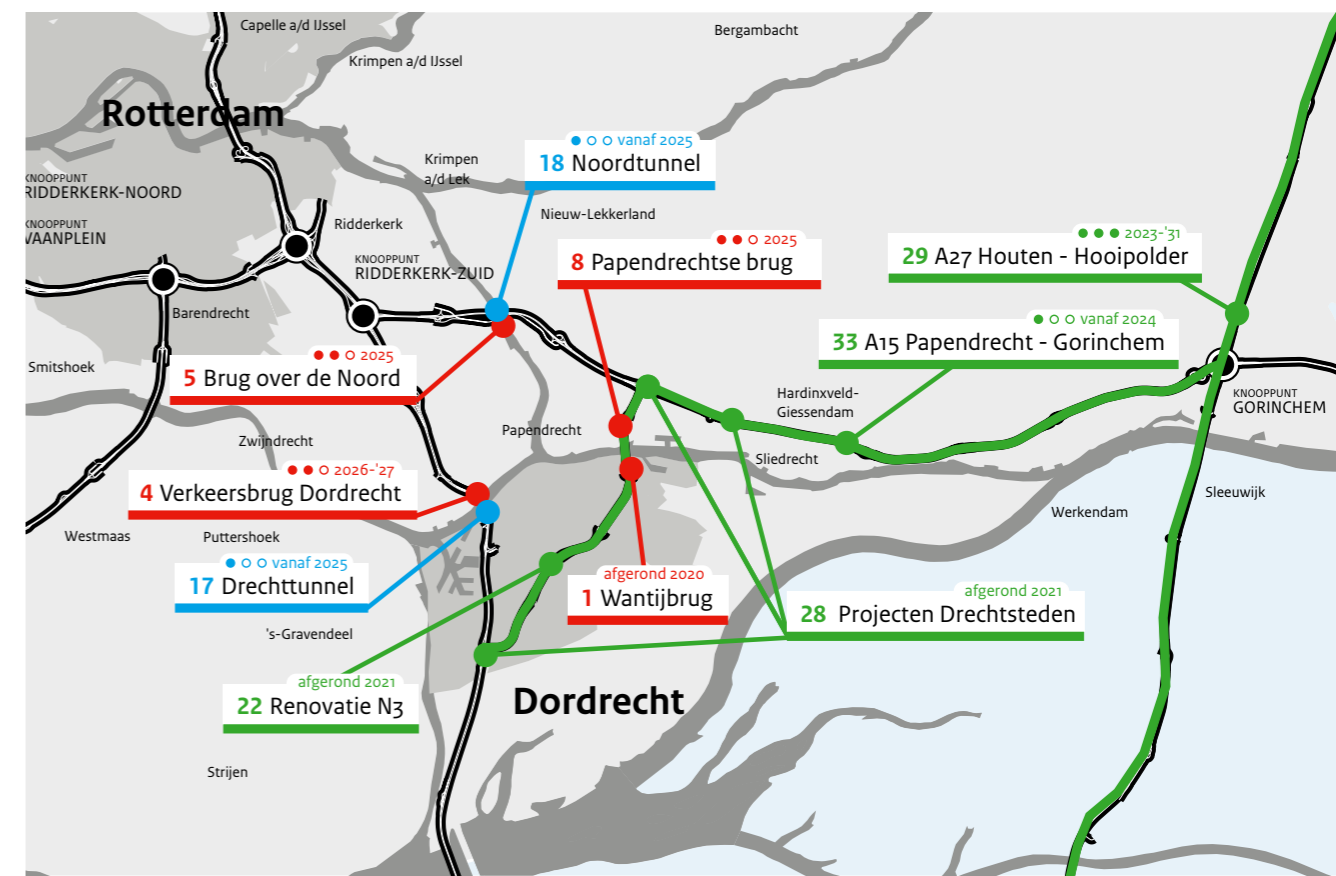 Capelle a/d IJssel
Bergambacht
Krimpen a/d IJssel
Rotterdam
● ○ ○ vanaf 2025
18 Noordtunnel
Krimpen
a/d Lek
KNOOPPUNT
RIDDERKERK-NOORD
Nieuw-Lekkerland
KNOOPPUNT
VAANPLEIN
Ridderkerk
● ● ○ 2025
8 Papendrechtse brug
● ● ● 2023-'31
29 A27 Houten - Hooipolder
KNOOPPUNT
RIDDERKERK-ZUID
Barendrecht
● ○ ○ vanaf 2024
33 A15 Papendrecht - Gorinchem
Smitshoek
● ● ○ 2025
5 Brug over de Noord
Hardinxveld-
Giessendam
KNOOPPUNT
GORINCHEM
Zwijndrecht
Papendrecht
Sliedrecht
● ● ○ 2026-'27
4 Verkeersbrug Dordrecht
Sleeuwijk
Werkendam
Westmaas
Puttershoek
● ○ ○ vanaf 2025
17 Drechttunnel
afgerond 2020
1 Wantijbrug
afgerond 2021
28 Projecten Drechtsteden
's-Gravendeel
afgerond 2021
22 Renovatie N3
Dordrecht
Strijen